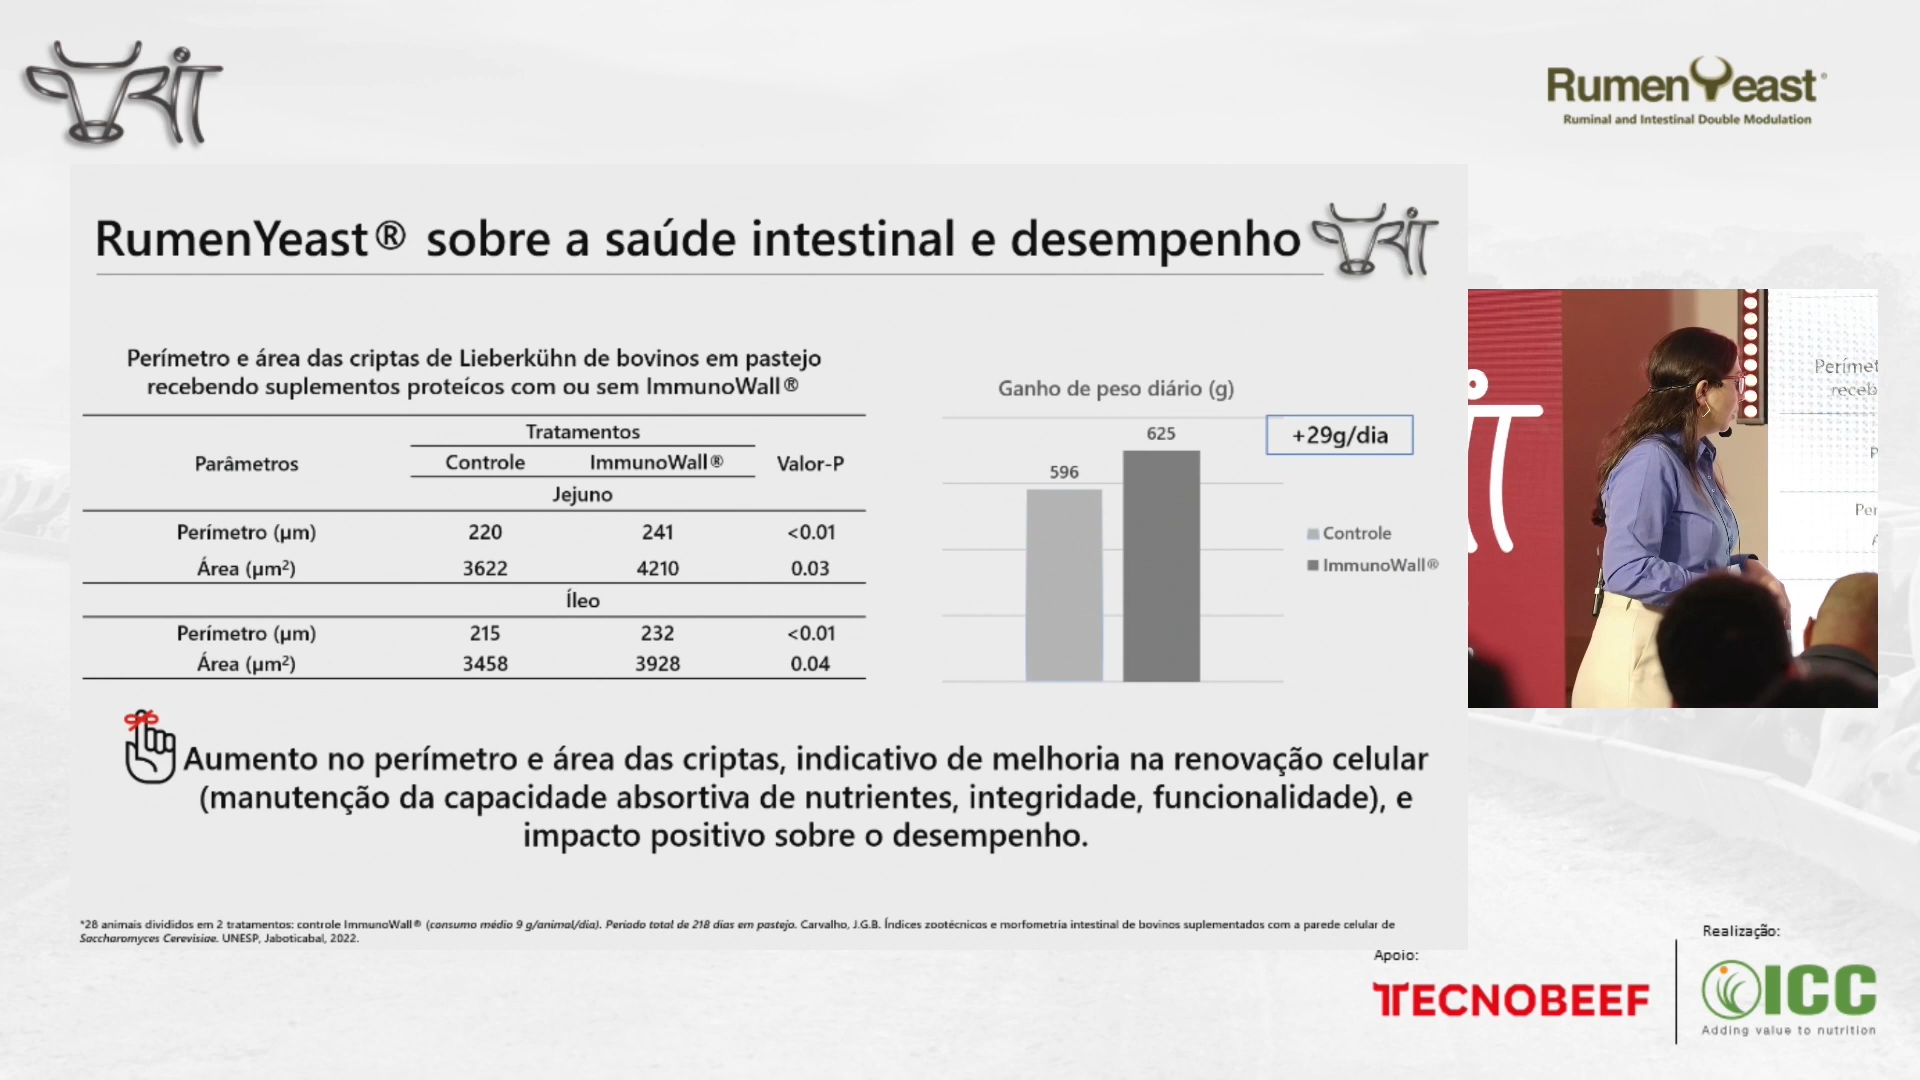 RiT
RumenYeast®
Ruminal and Intestinal Double Modulation
RumenYeast® sobre a saúde intestinal e desempenho
RiT
Perímetro e área das criptas de Lieberkühn de bovinos em pastejo
recebendo suplementos proteícos com ou sem ImmunoWall®
Parâmetros Tratamentos Valor-P
Controle ImmunoWall®
Jejuno
Perímetro (µm) 220 241 <0.01
Área (µm²) 3622 4210 0.03
Íleo
Perímetro (µm) 215 232 <0.01
Área (µm²) 3458 3928 0.04
Ganho de peso diário (g)
+29g/dia
596
625
Controle
ImmunoWall®
Aumento no perímetro e área das criptas, indicativo de melhoria na renovação celular
(manutenção da capacidade absortiva de nutrientes, integridade, funcionalidade), e
impacto positivo sobre o desempenho.
*28 animais divididos em 2 tratamentos: controle ImmunoWall® (consumo médio 9 g/animal/dia). Período total de 218 dias em pastejo. Carvalho, J.G.B. Índices zootécnicos e morfometria intestinal de bovinos suplementados com a parede celular de
Saccharomyces Cerevisiae. UNESP, Jaboticabal, 2022.
Apoio:
TECNOBEEF
Realização:
ICC
Adding value to nutrition